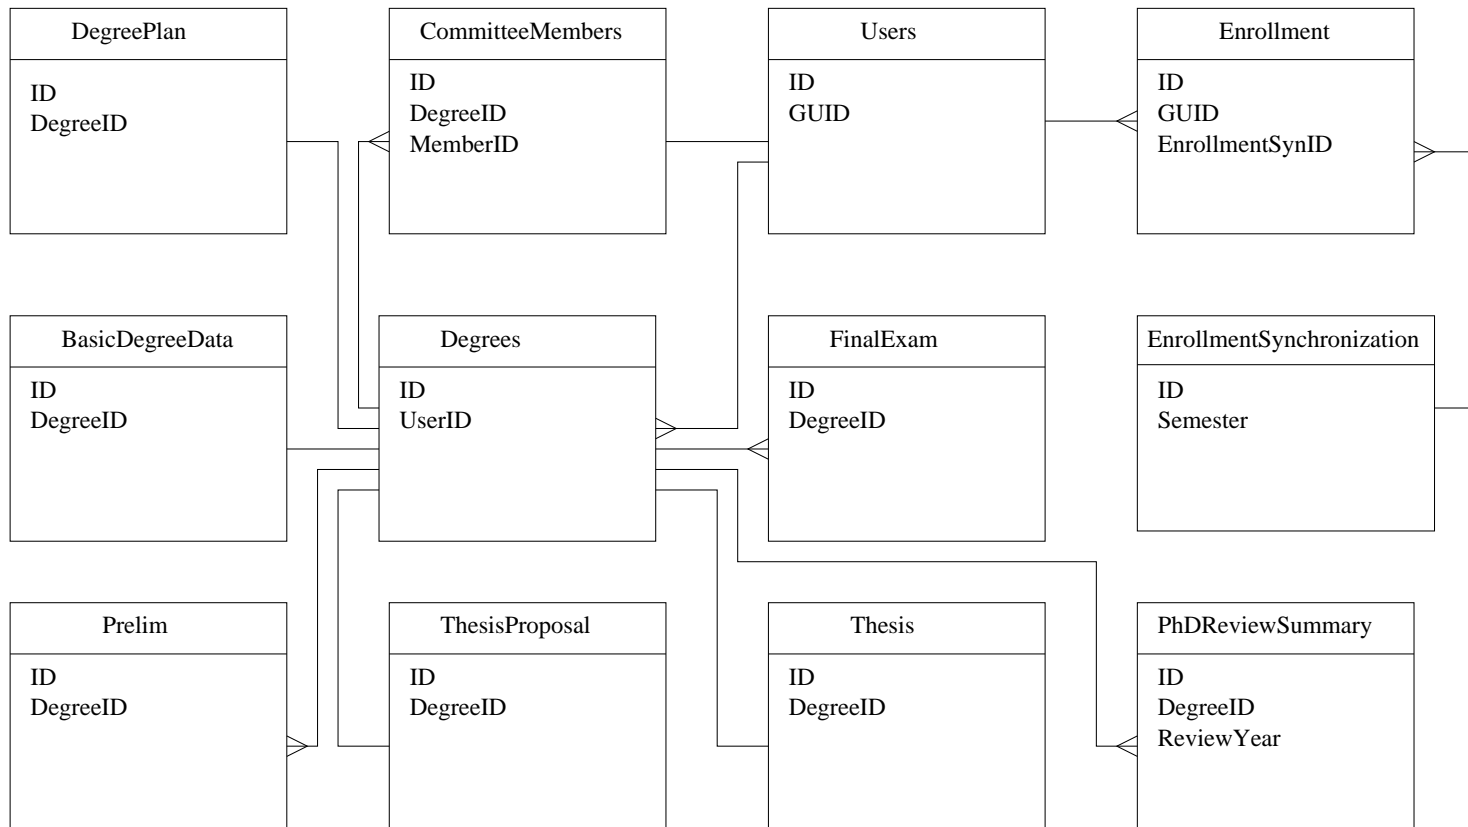 DegreePlan
ID
DegreeID
CommitteeMembers
ID
DegreeID
MemberID
Users
ID
GUID
Enrollment
ID
GUID
EnrollmentSynID
BasicDegreeData
ID
DegreeID
Degrees
ID
UserID
FinalExam
ID
DegreeID
EnrollmentSynchronization
ID
Semester
Prelim
ID
DegreeID
ThesisProposal
ID
DegreeID
Thesis
ID
DegreeID
PhDReviewSummary
ID
DegreeID
ReviewYear